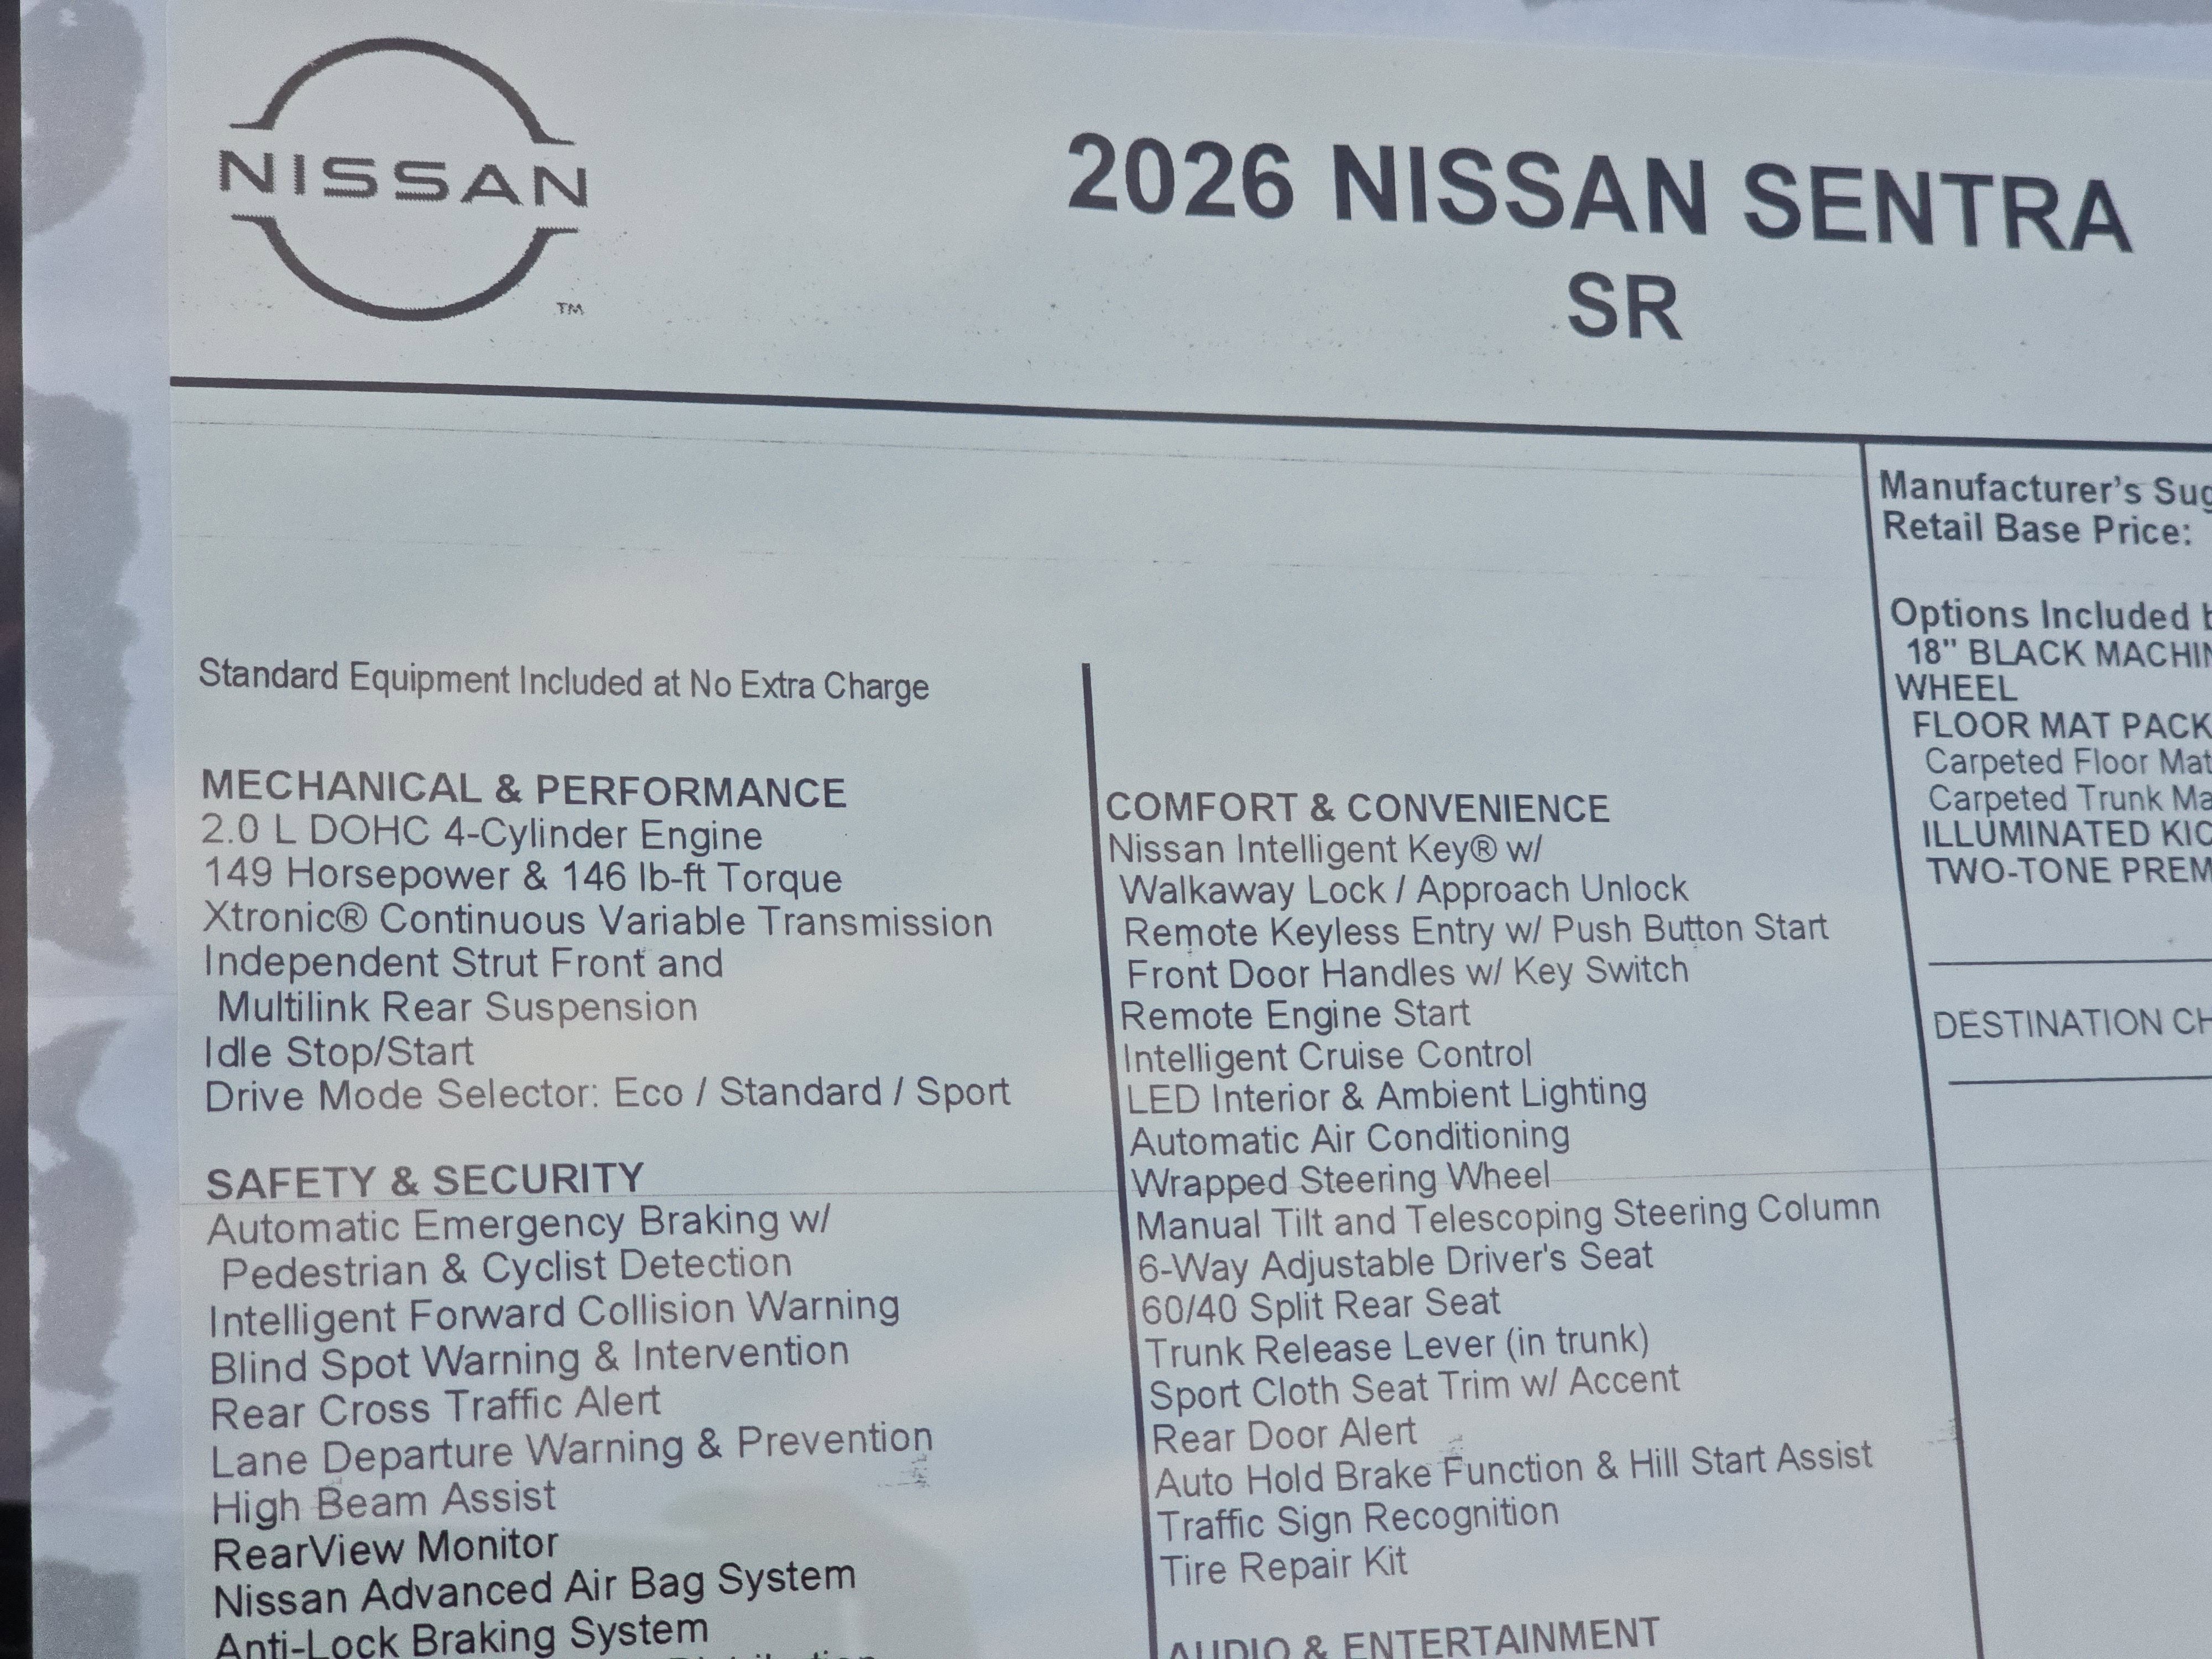 NISSAN
TM
2026 NISSAN SENTRA
SR
Standard Equipment Included at No Extra Charge
MECHANICAL & PERFORMANCE
2.0 L DOHC 4-Cylinder Engine
149 Horsepower & 146 lb-ft Torque
Xtronic® Continuous Variable Transmission
Independent Strut Front and
Multilink Rear Suspension
Idle Stop/Start
Drive Mode Selector: Eco / Standard / Sport
SAFETY & SECURITY
Automatic Emergency Braking w/
Pedestrian & Cyclist Detection
Intelligent Forward Collision Warning
Blind Spot Warning & Intervention
Rear Cross Traffic Alert
Lane Departure Warning & Prevention
High Beam Assist
RearView Monitor
Nissan Advanced Air Bag System
Anti-Lock Braking System
COMFORT & CONVENIENCE
Nissan Intelligent Key® w/
Walkaway Lock / Approach Unlock
Remote Keyless Entry w/ Push Button Start
Front Door Handles w/ Key Switch
Remote Engine Start
Intelligent Cruise Control
LED Interior & Ambient Lighting
Automatic Air Conditioning
Wrapped Steering Wheel
Manual Tilt and Telescoping Steering Column
6-Way Adjustable Driver's Seat
60/40 Split Rear Seat
Trunk Release Lever (in trunk)
Sport Cloth Seat Trim w/ Accent
Rear Door Alert
Auto Hold Brake Function & Hill Start Assist
Traffic Sign Recognition
Tire Repair Kit
AUDIO & ENTERTAINMENT
Manufacturer's Sug
Retail Base Price:
Options Included b
18" BLACK MACHIN
WHEEL
FLOOR MAT PACK
Carpeted Floor Mat
Carpeted Trunk Ma
ILLUMINATED KIC
TWO-TONE PREM
DESTINATION CH